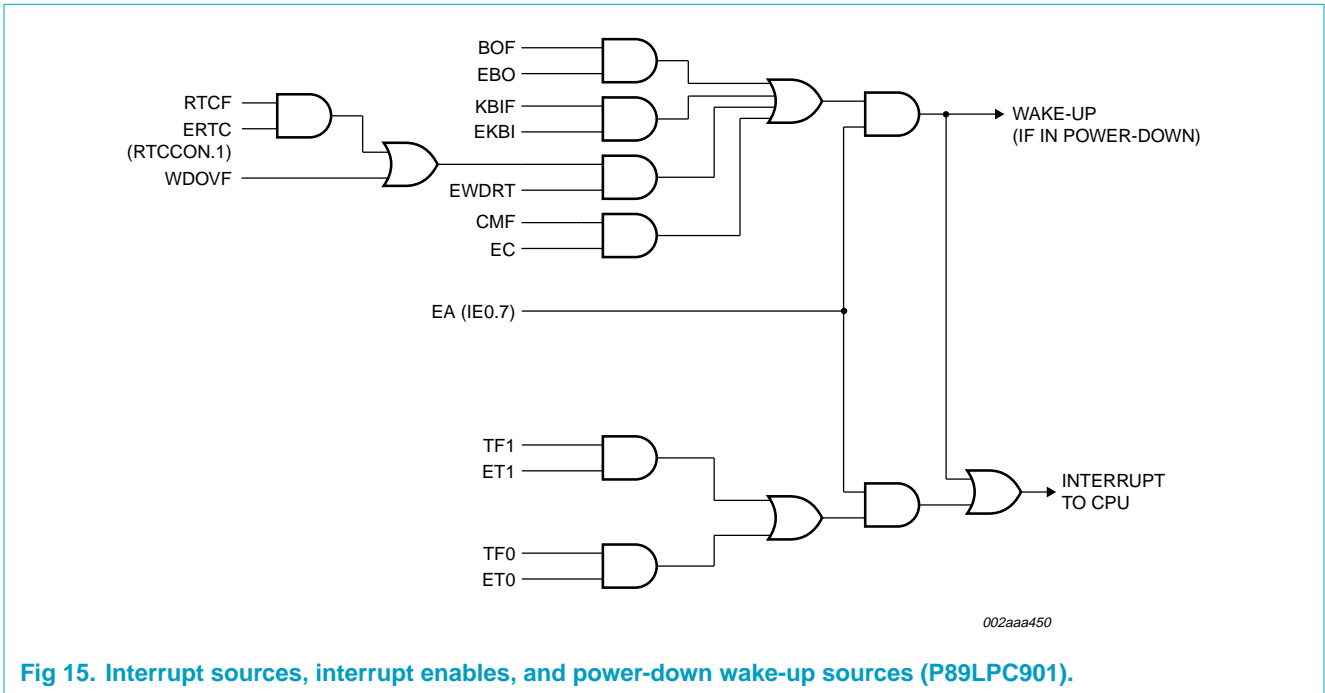 BOF
EBO
RTCF
ERTC
(RTCCON.1)
WDOVF
KBIF
EKBI
EWDRT
CMF
EC
WAKE-UP
(IF IN POWER-DOWN)
EA (IE0.7)
TF1
ET1
TF0
ET0
INTERRUPT
TO CPU
002aaa450
Fig 15. Interrupt sources, interrupt enables, and power-down wake-up sources (P89LPC901).